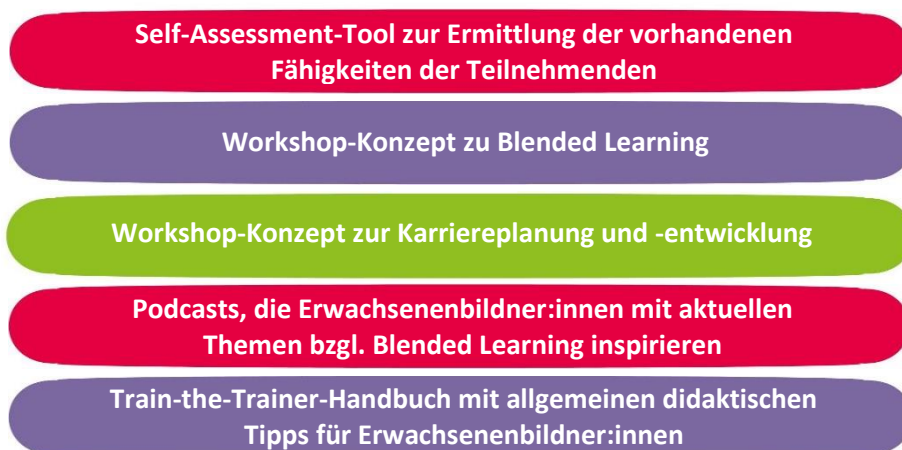 Self-Assessment-Tool zur Ermittlung der vorhandenen
Fähigkeiten der Teilnehmenden
Workshop-Konzept zu Blended Learning
Workshop-Konzept zur Karriereplanung und -entwicklung
Podcasts, die Erwachsenenbildner:innen mit aktuellen
Themen bzgl. Blended Learning inspirieren
Train-the-Trainer-Handbuch mit allgemeinen didaktischen
Tipps für Erwachsenenbildner:innen